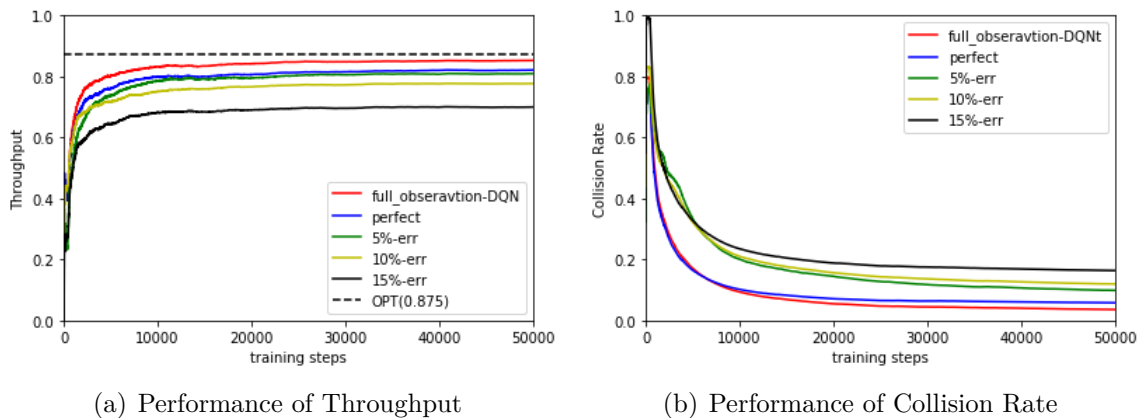 1.0
0.8
0.6
0.4
0.2
0.0
Throughput
0 10000 20000 30000 40000 50000
training steps
full_obseravtion-DQN
perfect
5%-err
10%-err
15%-err
OPT(0.875)
(a) Performance of Throughput
1.0
0.8
0.6
0.4
0.2
0.0
Collision Rate
0 10000 20000 30000 40000 50000
training steps
full_obseravtion-DQNt
perfect
5%-err
10%-err
15%-err
(b) Performance of Collision Rate